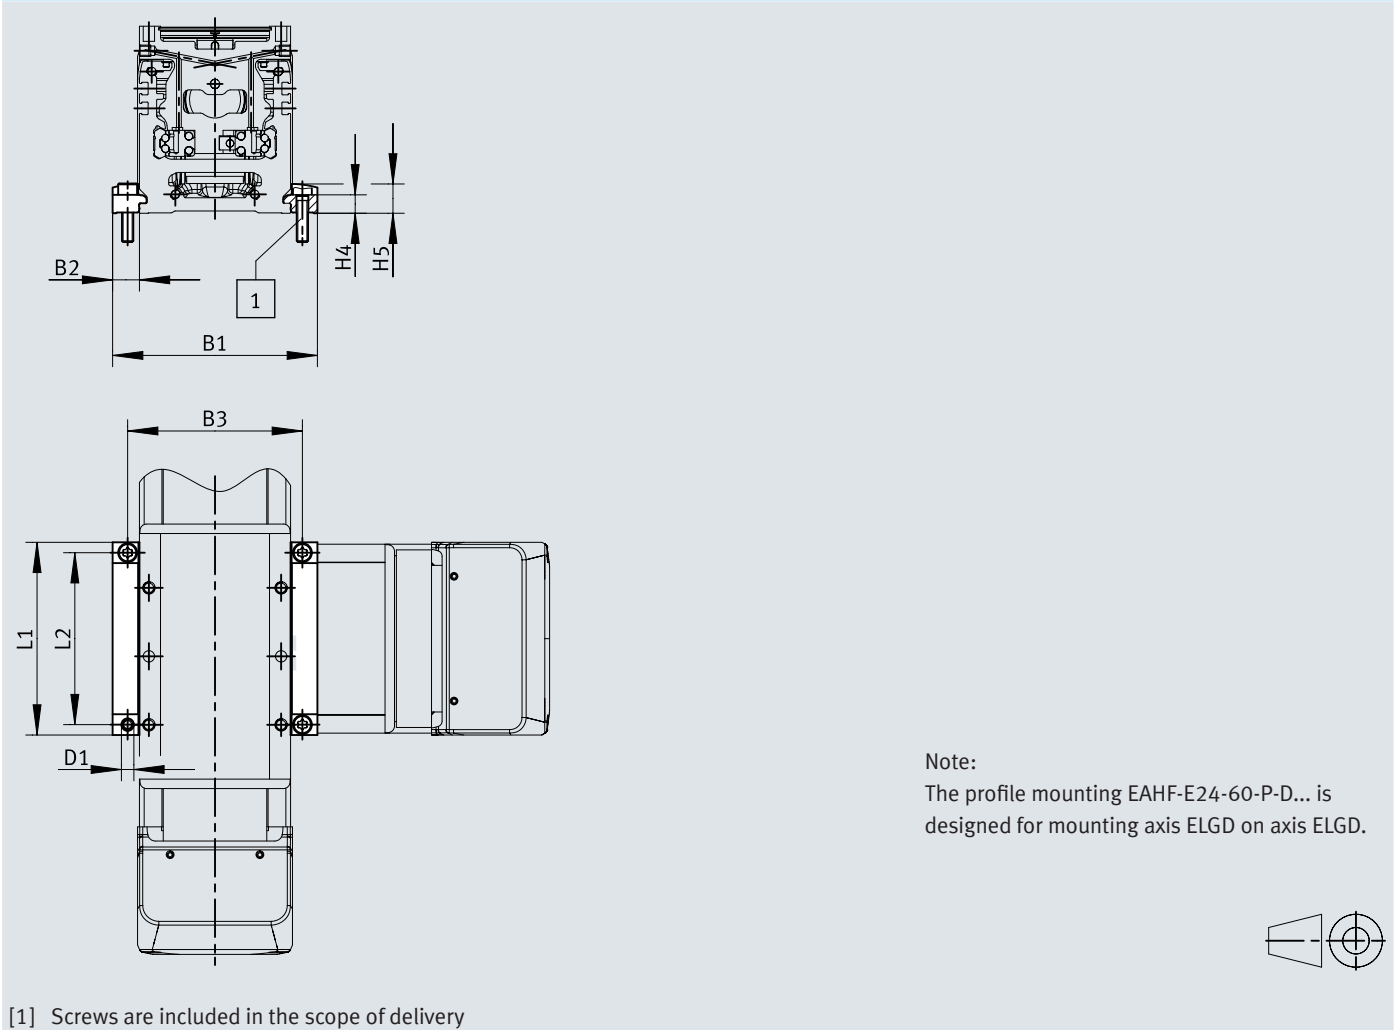 H4
H5
B2
1
B1
B3
L1
L2
D1
Note:
The profile mounting EAHF-E24-60-P-D... is
designed for mounting axis ELGD on axis ELGD.
[1] Screws are included in the scope of delivery